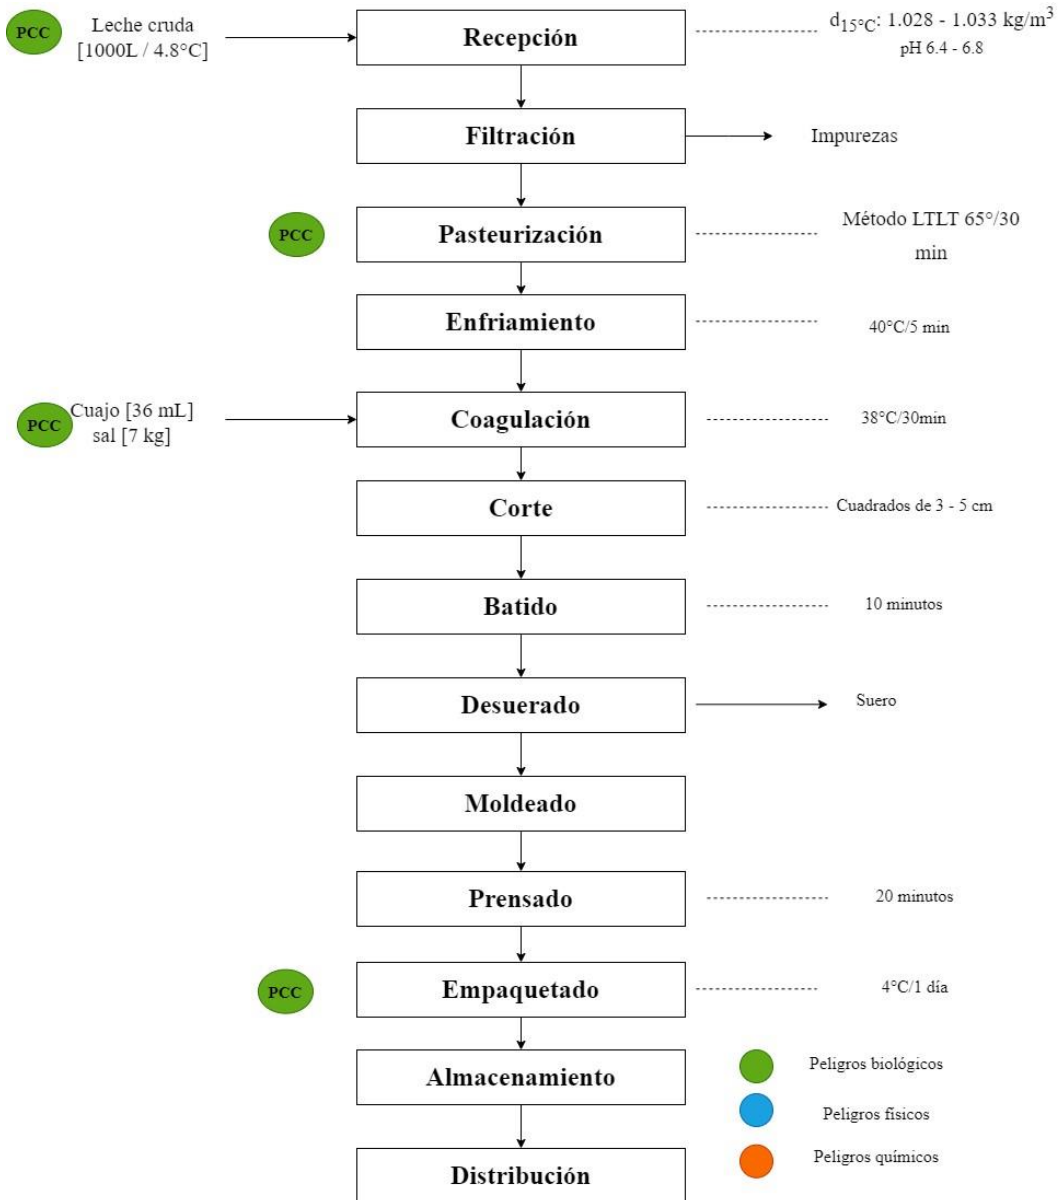 PCC
Leche cruda
[1000L / 4.8°C]
Recepción
d15°C: 1.028 - 1.033 kg/m3
pH 6.4 - 6.8
Filtración
Impurezas
PCC
Pasteurización
Método LTLT 65°/30
min
Enfriamiento
40°C/5 min
PCC
Cuajo [36 mL]
sal [7 kg]
Coagulación
38°C/30min
Corte
Cuadrados de 3 - 5 cm
Batido
10 minutos
Desuerado
Suero
Moldeado
Prensado
20 minutos
PCC
Empaquetado
4°C/1 día
Almacenamiento
Distribución
Peligros biológicos
Peligros físicos
Peligros químicos